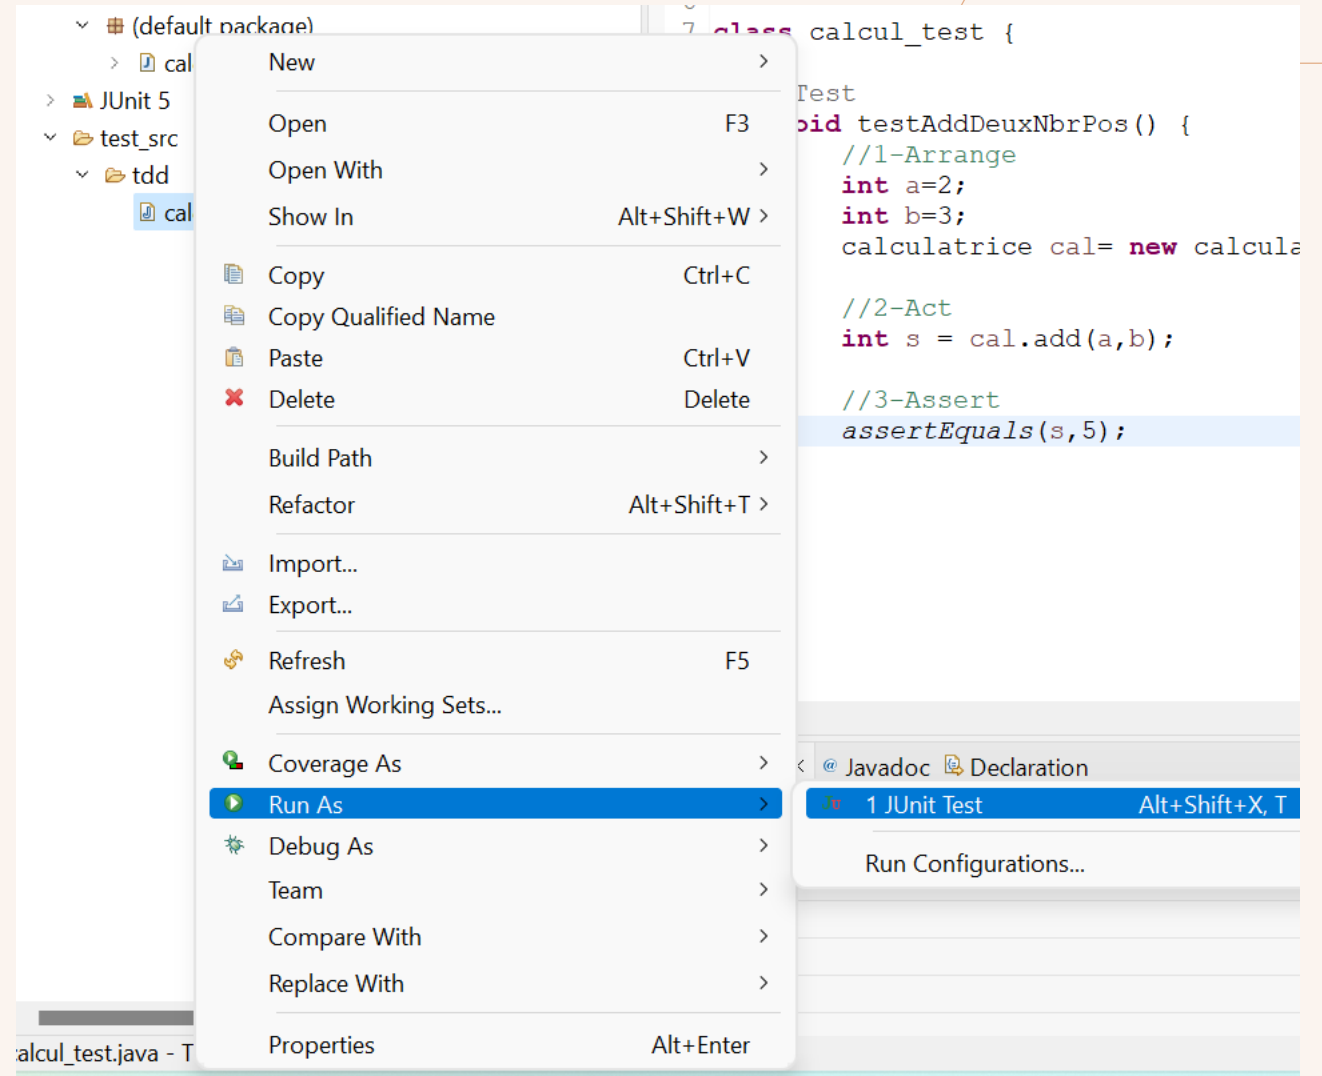 (default package)
cal
JUnit 5
test_src
tdd
cal
New
Open F3
Open With
Show In Alt+Shift+W
Copy Ctrl+C
Copy Qualified Name
Paste Ctrl+V
Delete Delete
Build Path
Refactor Alt+Shift+T
Import...
Export...
Refresh F5
Assign Working Sets...
Coverage As
Run As
Debug As
Team
Compare With
Replace With
Properties Alt+Enter
7 class calcul_test {
Test
oid testAddDeuxNbrPos() {
//1-Arrange
int a=2;
int b=3;
calculatrice cal= new calcula
//2-Act
int s = cal.add(a,b);
//3-Assert
assertEquals(s,5);
@ Javadoc Declaration
1 JUnit Test Alt+Shift+X, T
Run Configurations...
alcul_test.java - T